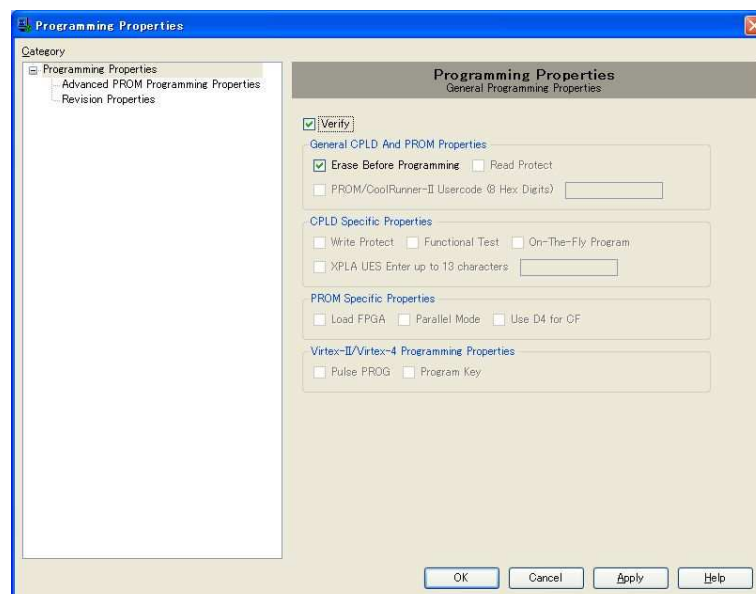 Programming Properties
Category
Programming Properties
Advanced PROM Programming Properties
Revision Properties
Programming Properties
General Programming Properties
Verify
General CPLD And PROM Properties
Erase Before Programming Read Protect
PROM/CoolRunner-II Usercode (8 Hex Digits)
CPLD Specific Properties
Write Protect Functional Test On-The-Fly Program
XPLA UES Enter up to 13 characters
PROM Specific Properties
Load FPGA Parallel Mode Use D4 for CF
Virtex-II/Virtex-4 Programming Properties
Pulse PROG Program Key
OK Cancel Apply Help